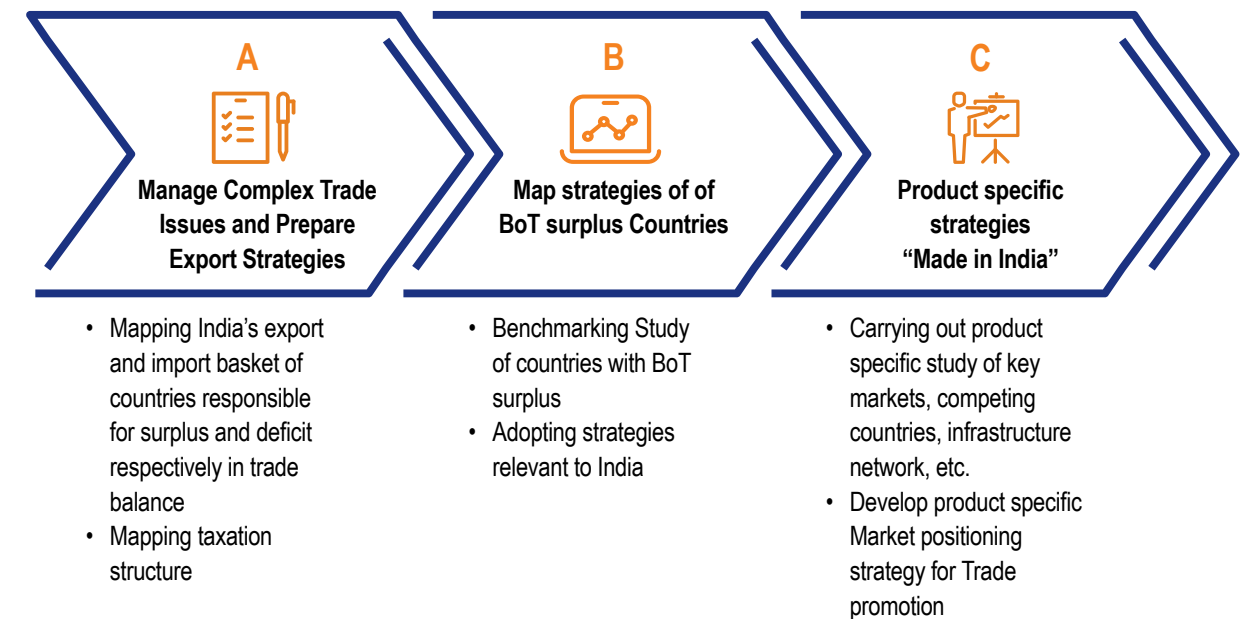 A
Manage Complex Trade
Issues and Prepare
Export Strategies
• Mapping India’s export
and import basket of
countries responsible
for surplus and deficit
respectively in trade
balance
• Mapping taxation
structure
B
Map strategies of of
BoT surplus Countries
• Benchmarking Study
of countries with BoT
surplus
• Adopting strategies
relevant to India
C
Product specific
strategies
“Made in India”
• Carrying out product
specific study of key
markets, competing
countries, infrastructure
network, etc.
• Develop product specific
Market positioning
strategy for Trade
promotion